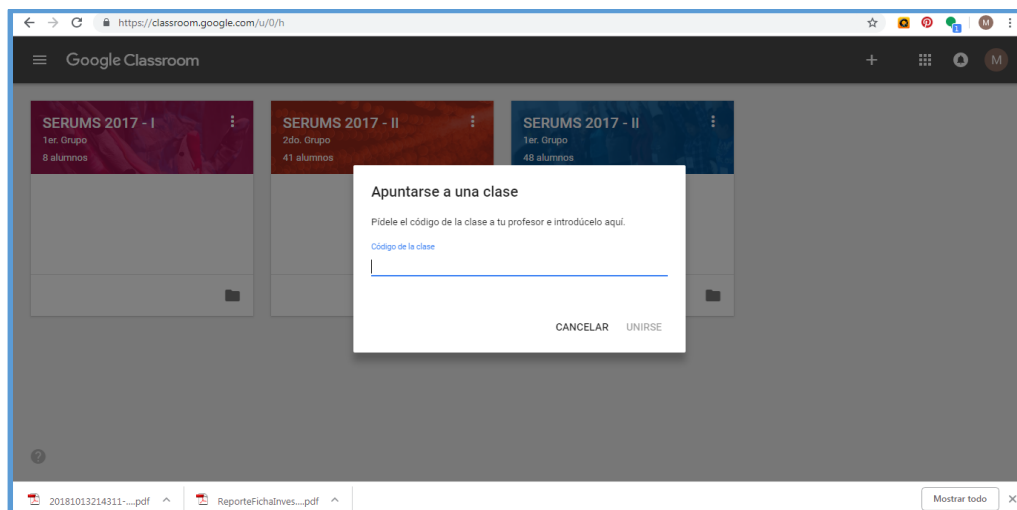 https://classroom.google.com/u/0/h
1
M
Google Classroom
M
SERUMS 2017 - I
1er. Grupo
8 alumnos
SERUMS 2017 - II
2do. Grupo
41 alumnos
SERUMS 2017 - II
1er. Grupo
48 alumnos
Apuntarse a una clase
Pídele el código de la clase a tu profesor e introdúcelo aquí.
Código de la clase
CANCELAR UNIRSE
20181013214311-....pdf
ReporteFichaInves....pdf
Mostrar todo